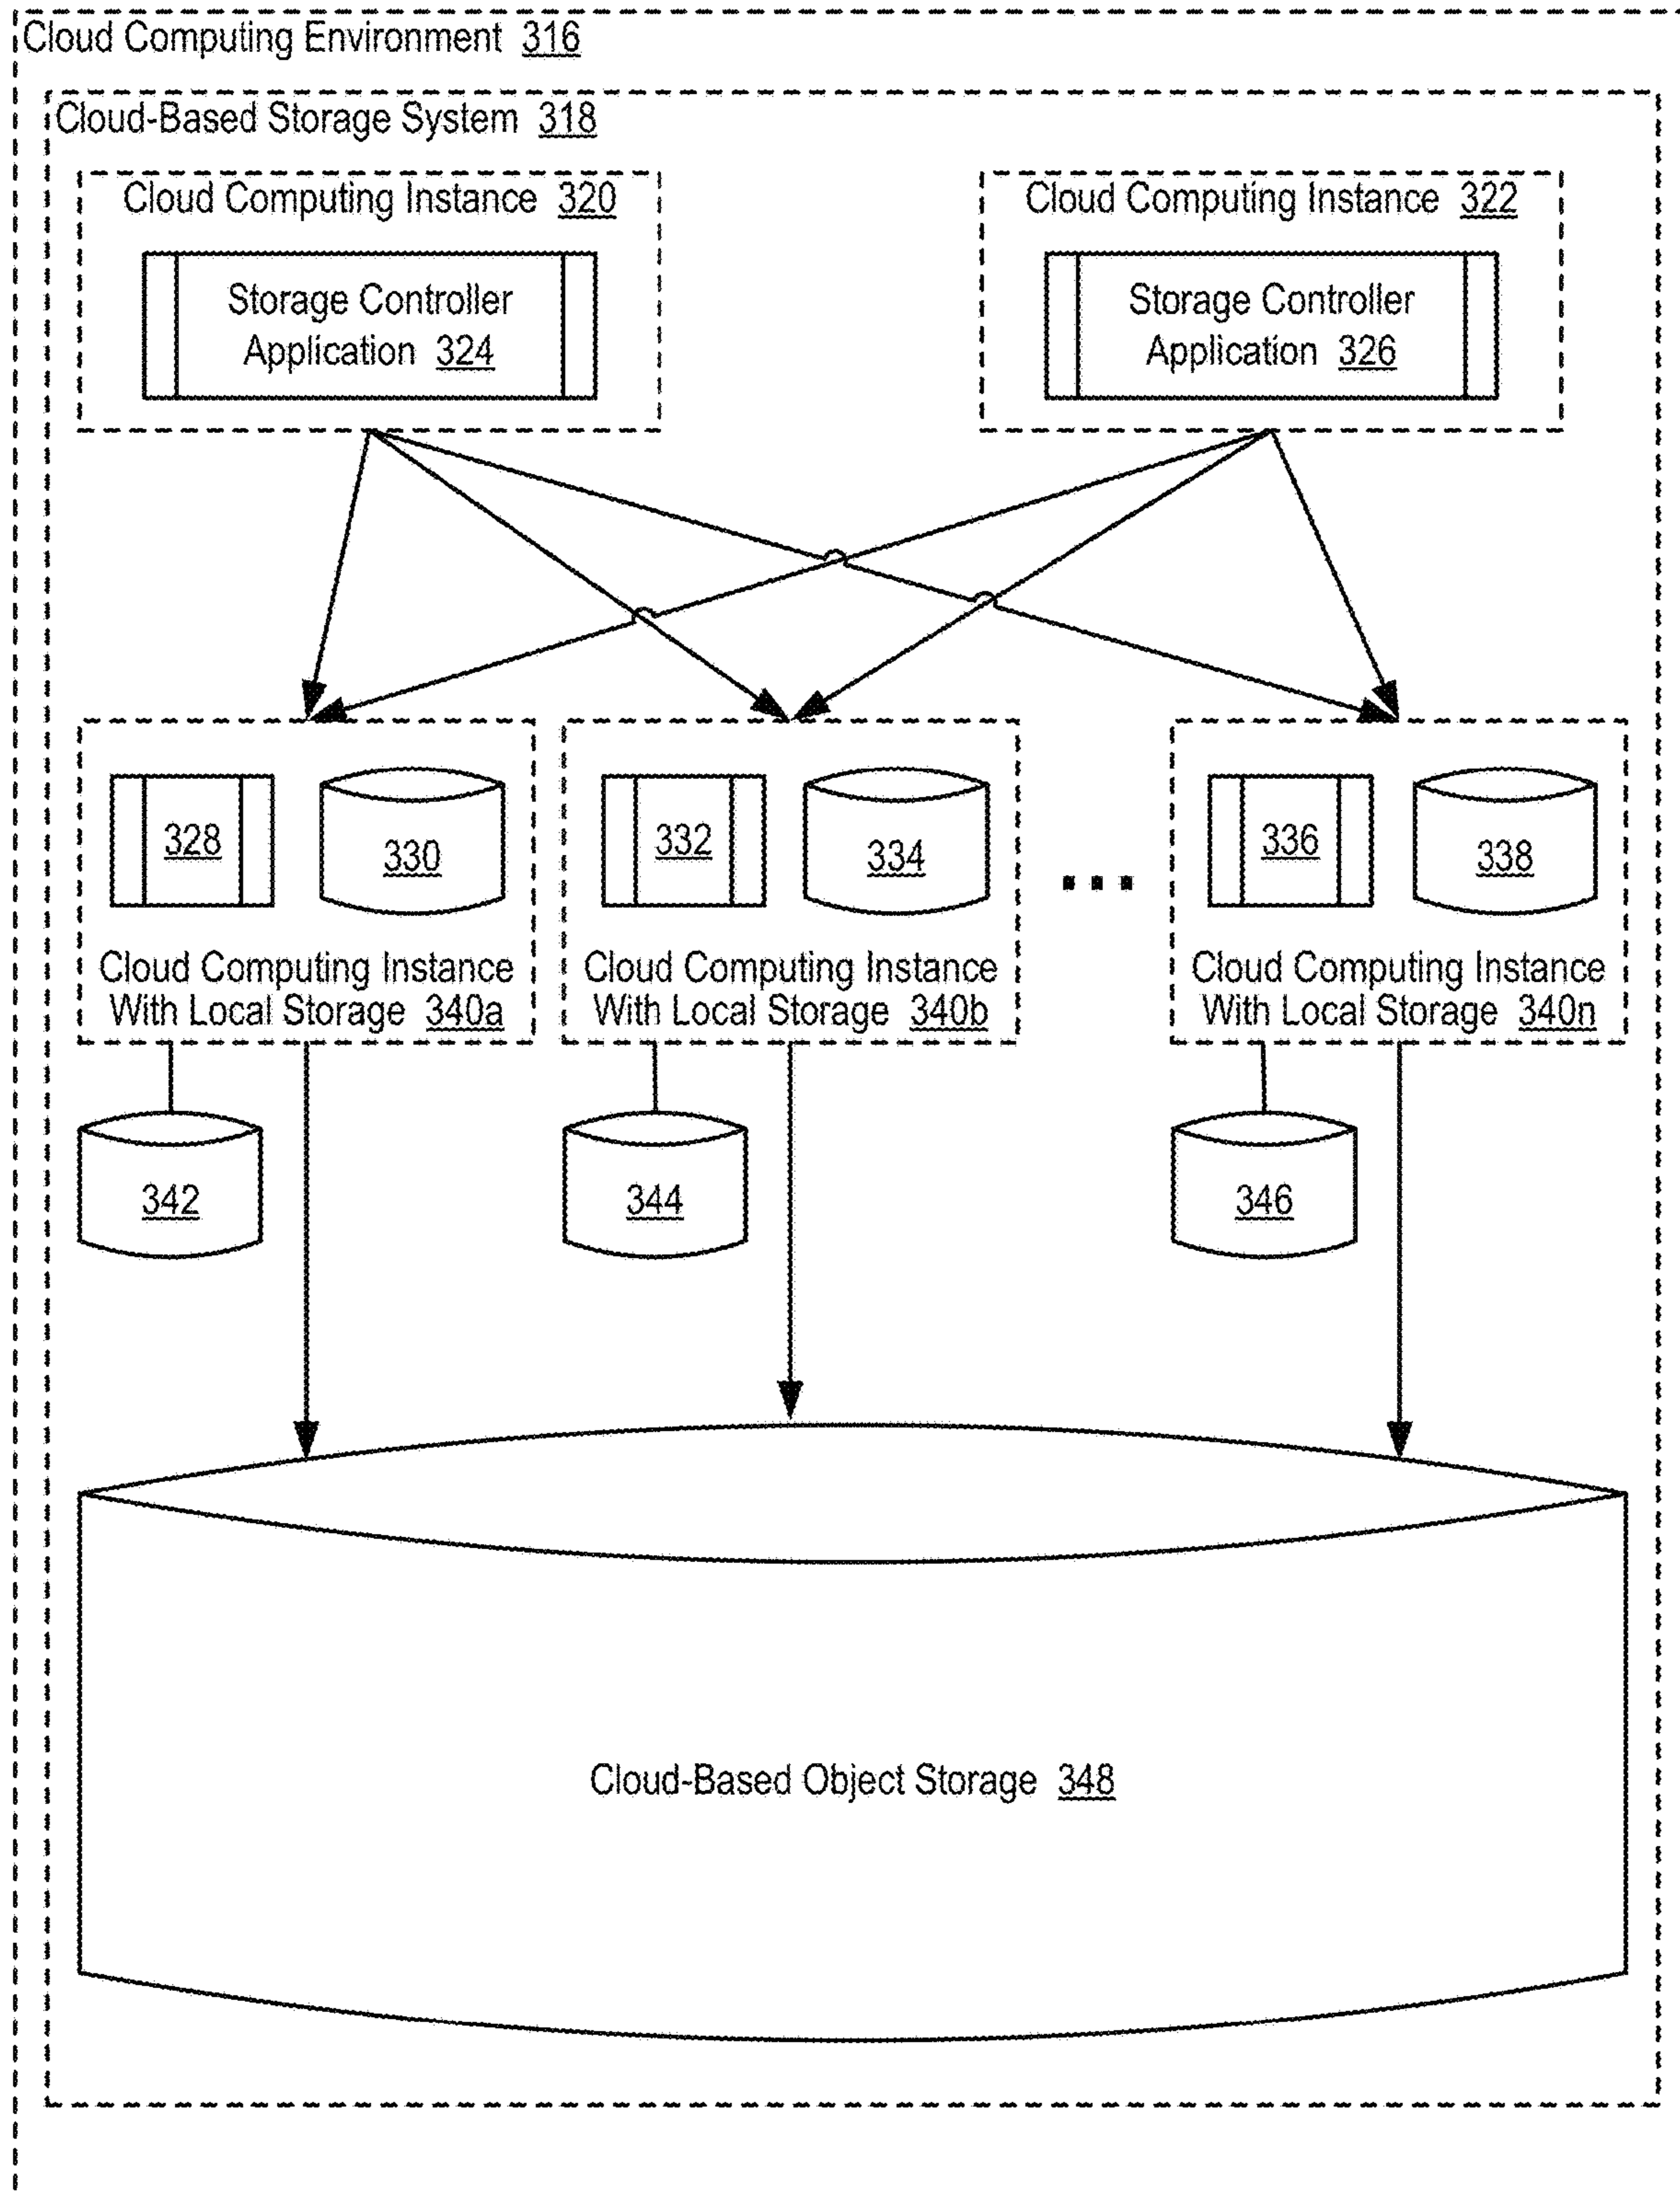 Cloud Computing Environment 316
Cloud-Based Storage System 318
Cloud Computing Instance 320
Storage Controller
Application 324
Cloud Computing Instance 322
Storage Controller
Application 326
328
330
Cloud Computing Instance
With Local Storage 340a
332
334
Cloud Computing Instance
With Local Storage 340b
...
336
338
Cloud Computing Instance
With Local Storage 340n
342
344
346
Cloud-Based Object Storage 348